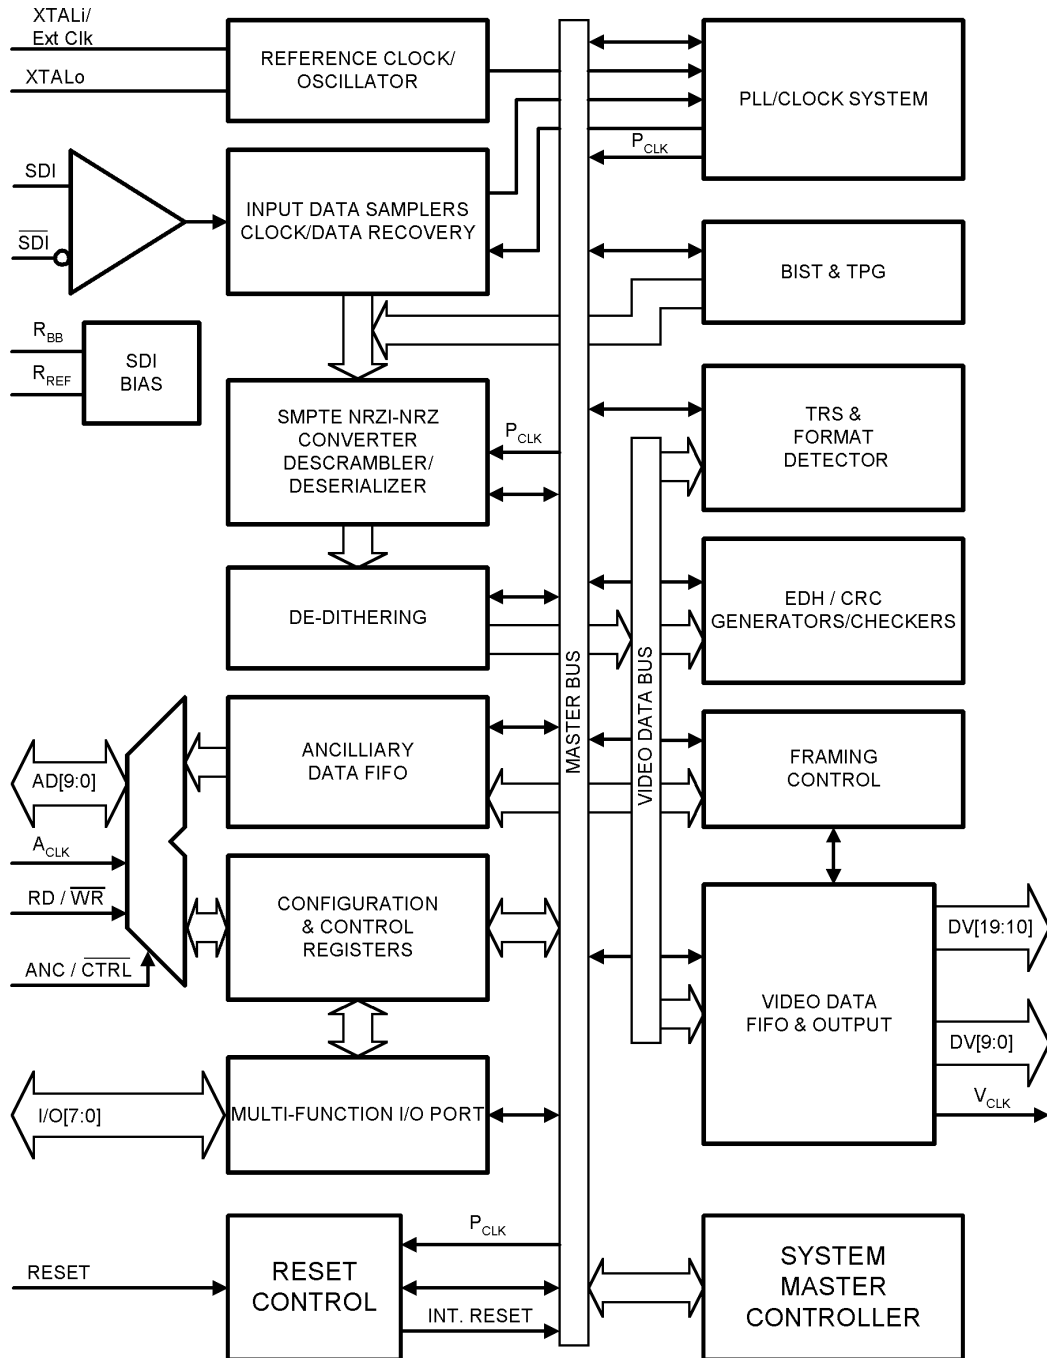 XTALi/
Ext Clk
XTALo
REFERENCE CLOCK/
OSCILLATOR
PLL/CLOCK SYSTEM
PCLK
SDI
SDI
INPUT DATA SAMPLERS
CLOCK/DATA RECOVERY
BIST & TPG
RBB
RREF
SDI
BIAS
SMPTE NRZI-NRZ
CONVERTER
DESCRAMBLER/
DESERIALIZER
PCLK
TRS &
FORMAT
DETECTOR
DE-DITHERING
EDH / CRC
GENERATORS/CHECKERS
MASTER BUS
VIDEO DATA BUS
AD[9:0]
ACLK
RD / WR
ANC / CTRL
ANCILLIARY
DATA FIFO
FRAMING
CONTROL
CONFIGURATION
& CONTROL
REGISTERS
VIDEO DATA
FIFO & OUTPUT
DV[19:10]
DV[9:0]
VCLK
I/O[7:0]
MULTI-FUNCTION I/O PORT
RESET
RESET
CONTROL
PCLK
INT. RESET
SYSTEM
MASTER
CONTROLLER